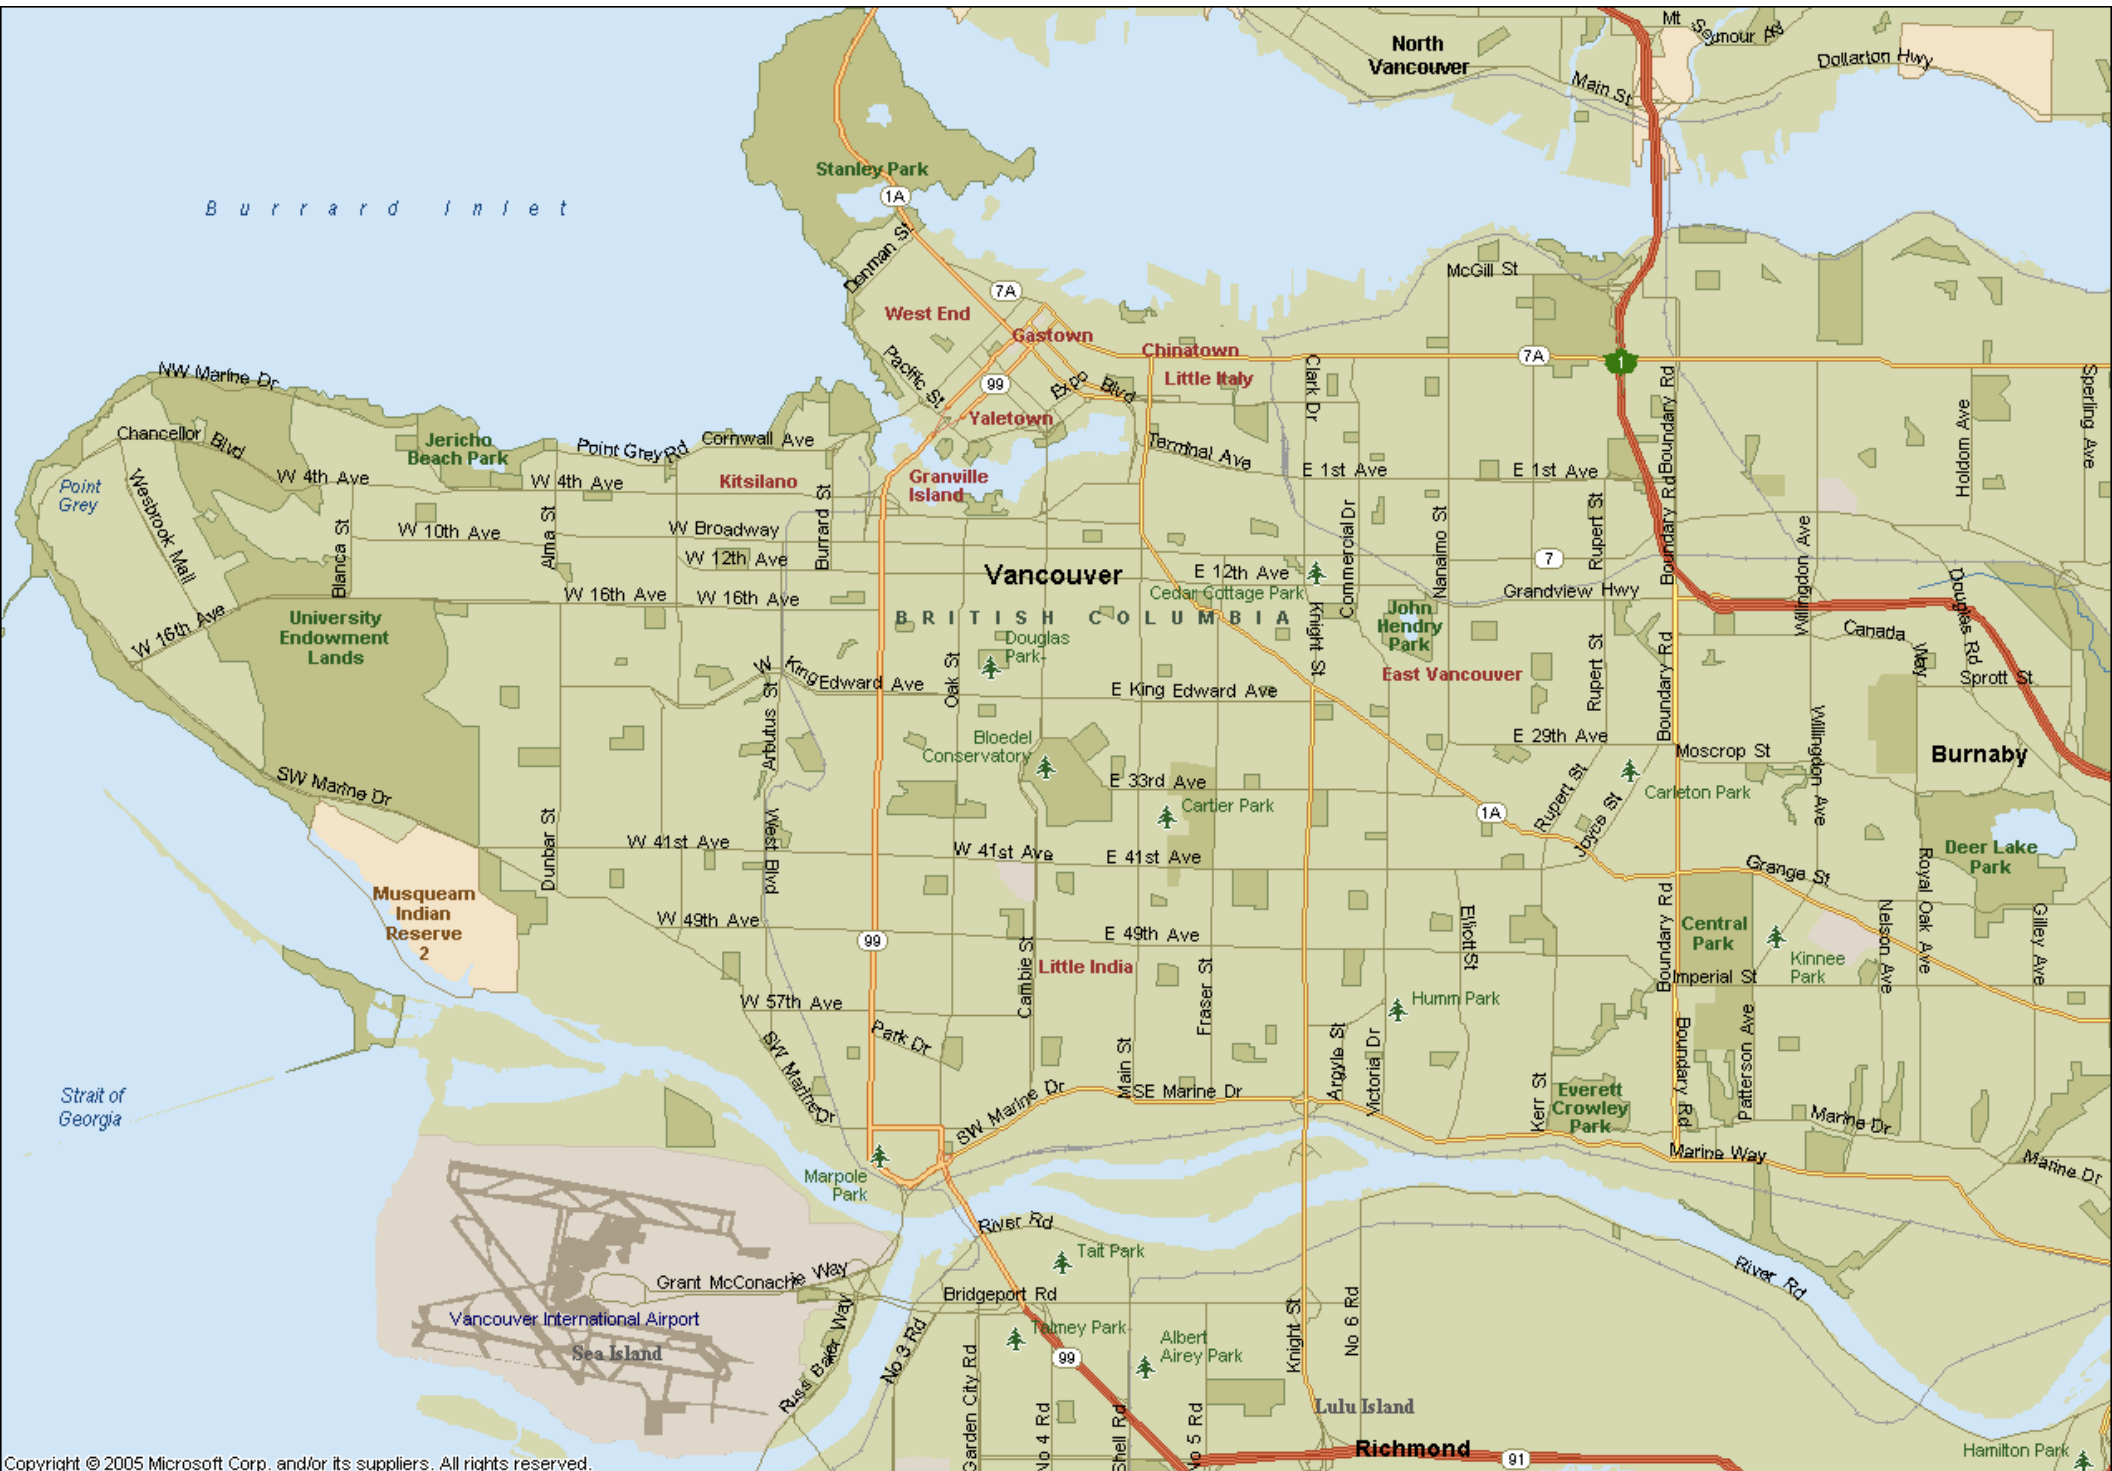 Mt
Seymour
North
Vancouver
Dollarton Hwy
Main St
Stanley Park
1A
Burrard Inlet
Denman St
McGill St
7A
West End
Gastown
Chinatown
7A
1
Little Italy
Pacific St
99
Expo Blvd
Clark Dr
Boundary Rd
Sperling Ave
NW Marine Dr
Yaletown
Holdom Ave
Chancellor Blvd
Jericho
Beach Park
Point Grey Rd
Cornwall Ave
Terminal Ave
E 1st Ave
E 1st Ave
W 4th Ave
W 4th Ave
Kitsilano
Granville
Island
Point
Grey
Wesbrook Mall
Blanca St
W 10th Ave
Alma St
W Broadway
Burrard St
W 12th Ave
Vancouver
E 12th Ave
Commercial Dr
Nanaimo St
7
Rupert St
Boundary Rd
Willingdon Ave
Douglas Rd
Cedar Cottage Park
Grandview Hwy
W 16th Ave
W 16th Ave
W 16th Ave
BRITISH COLUMBIA
University
Endowment
Lands
Douglas
Park
Knight St
John
Hendry
Park
Canada
Way
W King Edward Ave
Oak St
E King Edward Ave
East Vancouver
Rupert St
Boundary Rd
Sprott St
Arbutus St
Bloedel
Conservatory
E 29th Ave
Moscrop St
Willingdon Ave
Burnaby
SW Marine Dr
E 33rd Ave
Cartier Park
1A
Rupert St
Joyce St
Carleton Park
Dunbar St
W 41st Ave
West Blvd
W 41st Ave
E 41st Ave
Grange St
Deer Lake
Park
Musqueam
Indian
Reserve
2
W 49th Ave
99
E 49th Ave
Elliott St
Boundary Rd
Central
Park
Kinnee
Park
Nelson Ave
Royal Oak Ave
Gilley Ave
Cambie St
Little India
Fraser St
Imperial St
W 57th Ave
Humm Park
Park Dr
SW Marine Dr
Main St
SW Marine Dr
SE Marine Dr
Argyle St
Victoria Dr
Kerr St
Everett
Crowley
Park
Boundary Rd
Patterson Ave
Marine Dr
Strait of
Georgia
Marine Way
Marine Dr
Marpole
Park
River Rd
Tait Park
River Rd
Grant McConachie Way
Bridgeport Rd
Vancouver International Airport
Sea Island
Russ Baker Way
No 3 Rd
Talmey Park
99
Albert
Airey Park
Knight St
No 6 Rd
Garden City Rd
No 4 Rd
Shell Rd
No 5 Rd
Lulu Island
Richmond
91
Hamilton Park
Copyright © 2005 Microsoft Corp. and/or its suppliers. All rights reserved.